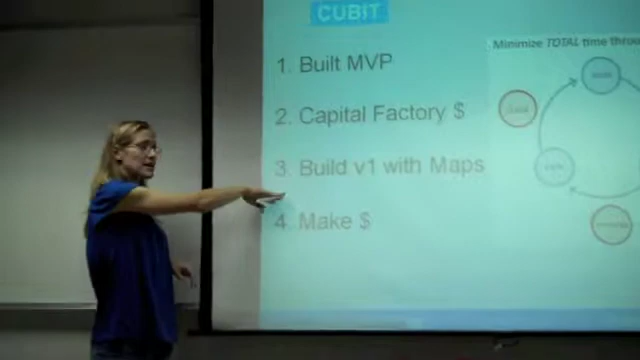 CUBIT
Minimize TOTAL time throu
1. Built MVP
2. Capital Factory $
3. Build v1 with Maps
4. Make $